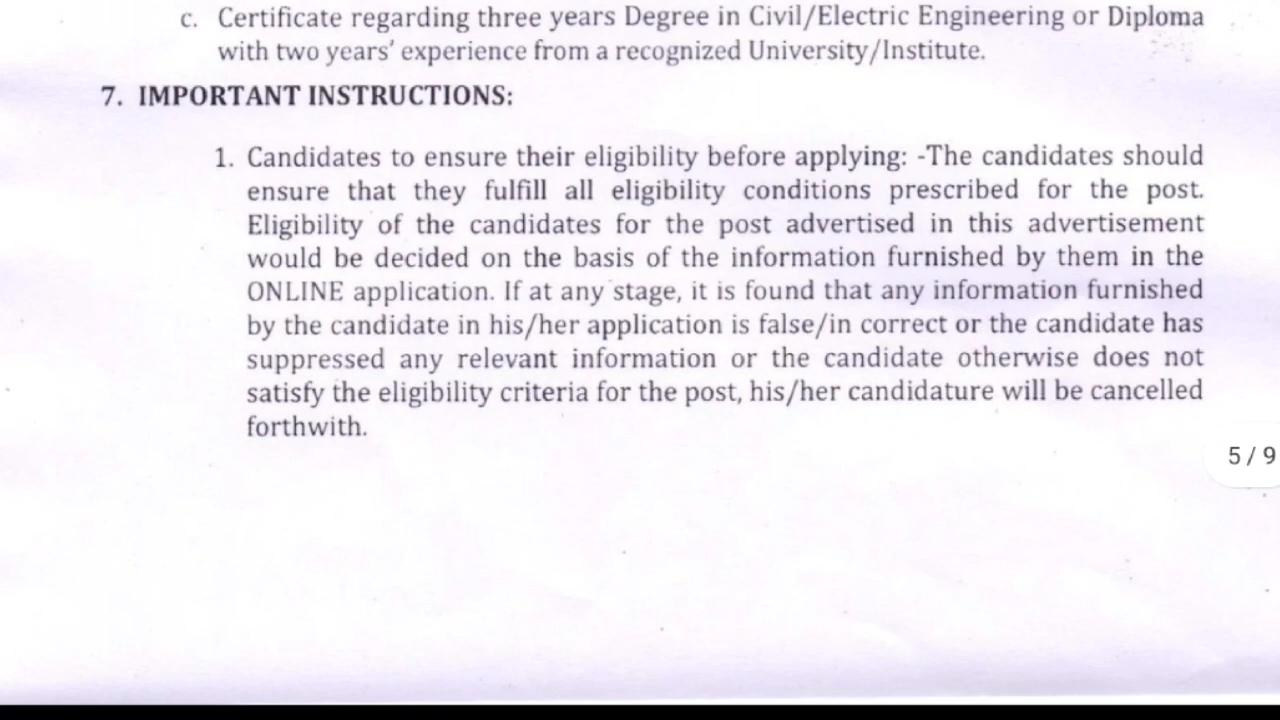 c. Certificate regarding three years Degree in Civil/Electric Engineering or Diploma
with two years' experience from a recognized University/Institute.
7. IMPORTANT INSTRUCTIONS:
1. Candidates to ensure their eligibility before applying: -The candidates should
ensure that they fulfill all eligibility conditions prescribed for the post.
Eligibility of the candidates for the post advertised in this advertisement
would be decided on the basis of the information furnished by them in the
ONLINE application. If at any stage, it is found that any information furnished
by the candidate in his/her application is false/in correct or the candidate has
suppressed any relevant information or the candidate otherwise does not
satisfy the eligibility criteria for the post, his/her candidature will be cancelled
forthwith.
5 / 9